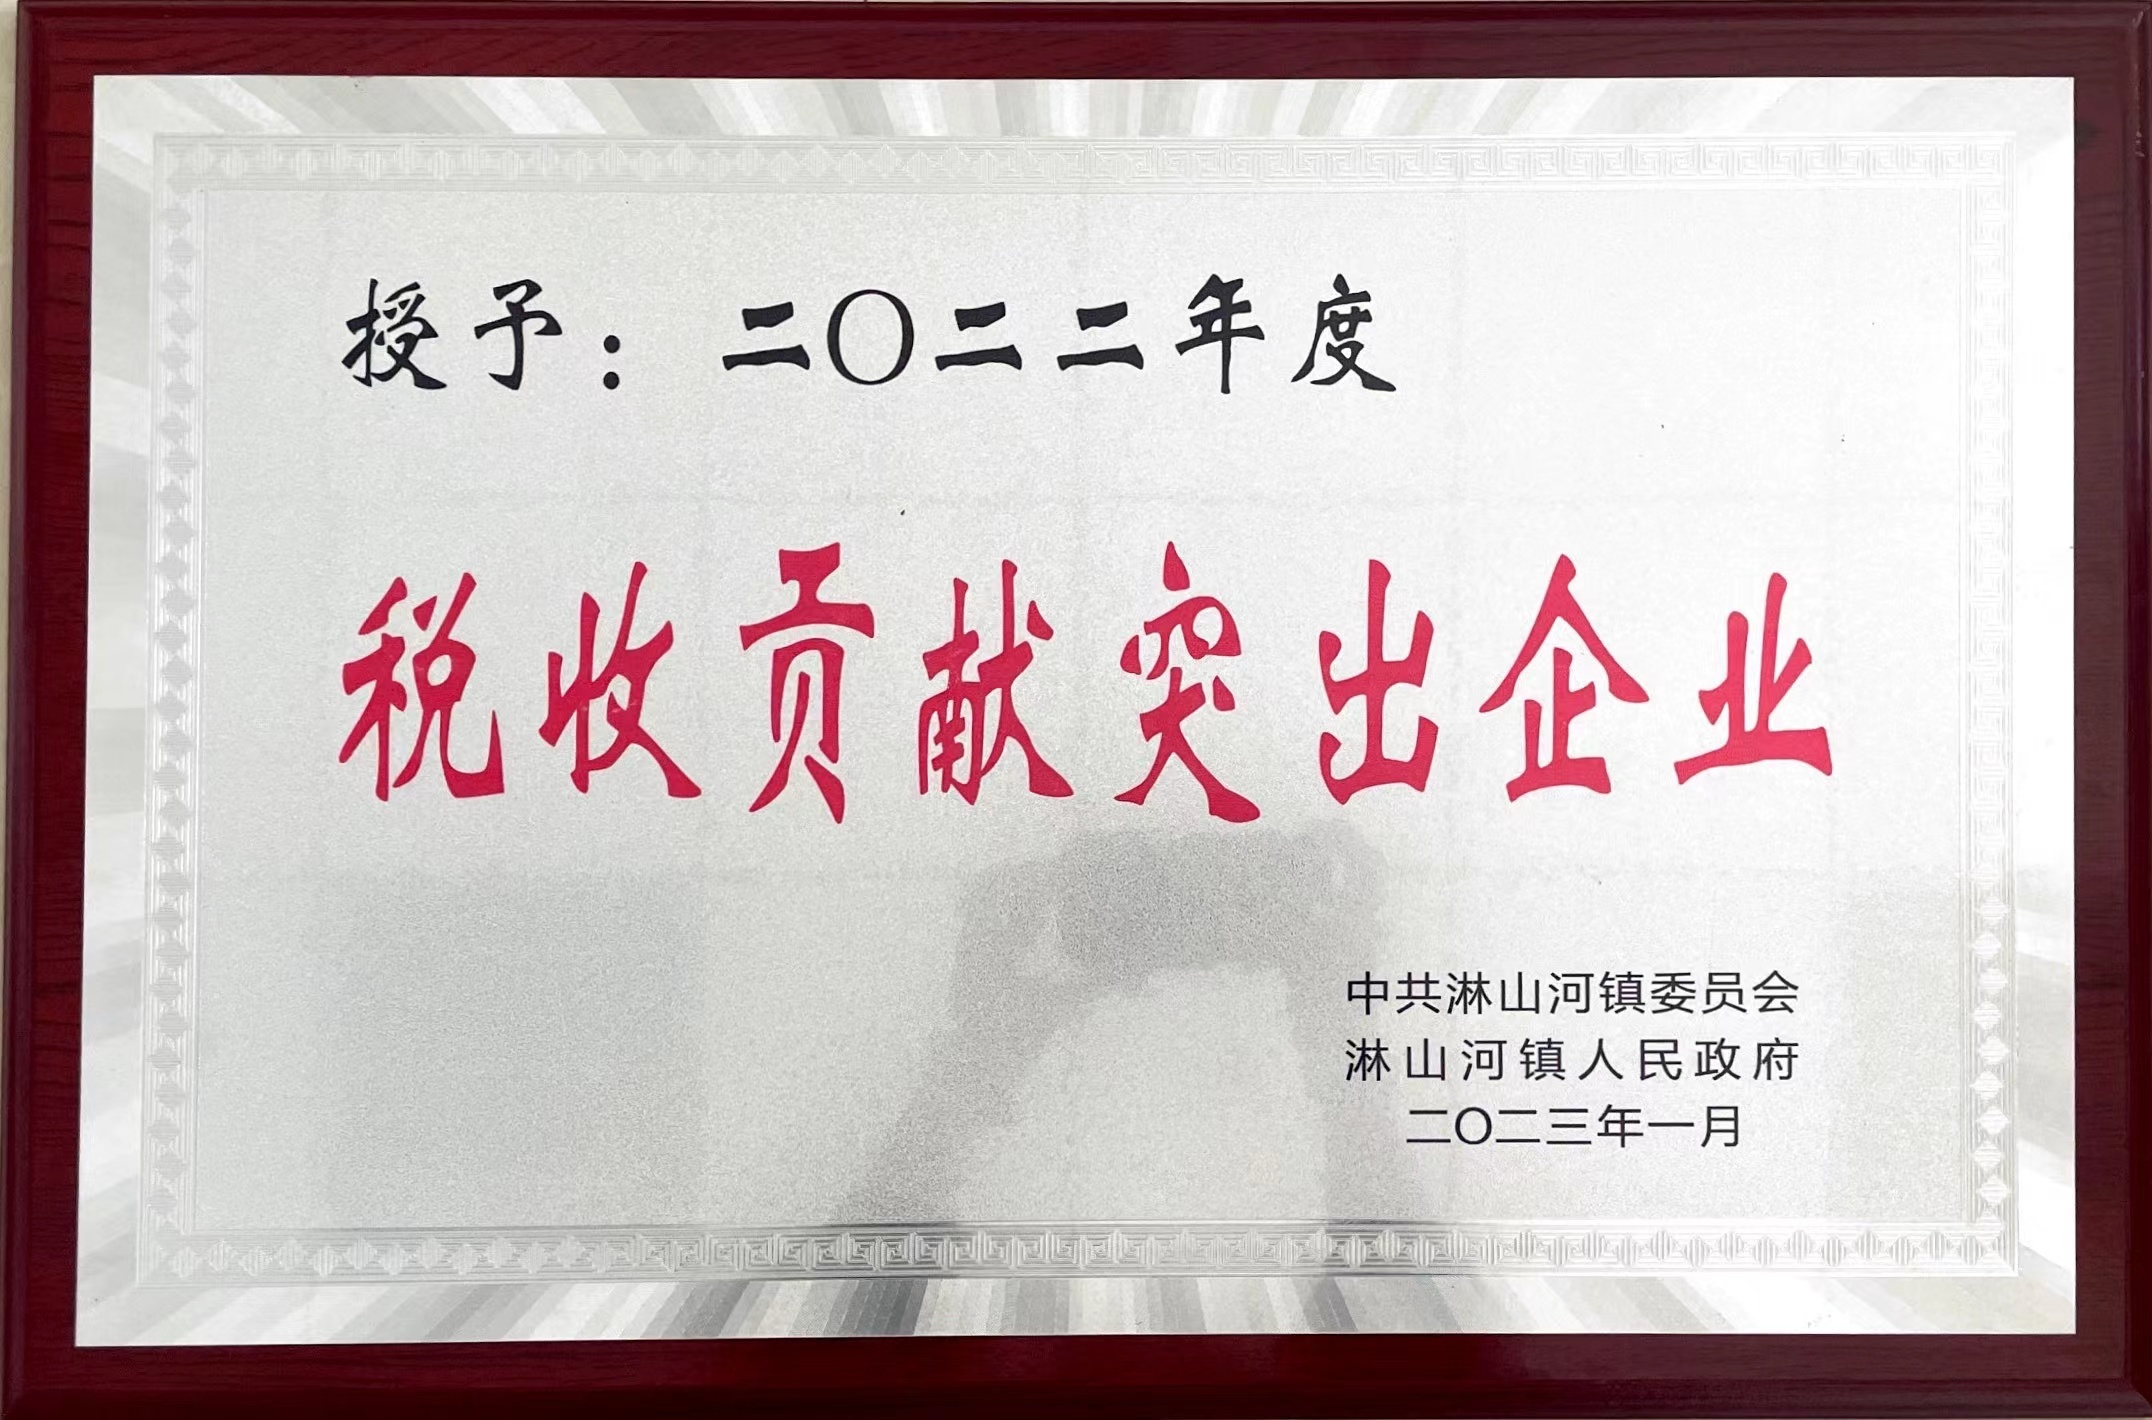 授予：二〇二二年度
税收贡献突出企业
中共淋山河镇委员会
淋山河镇人民政府
二〇二三年一月